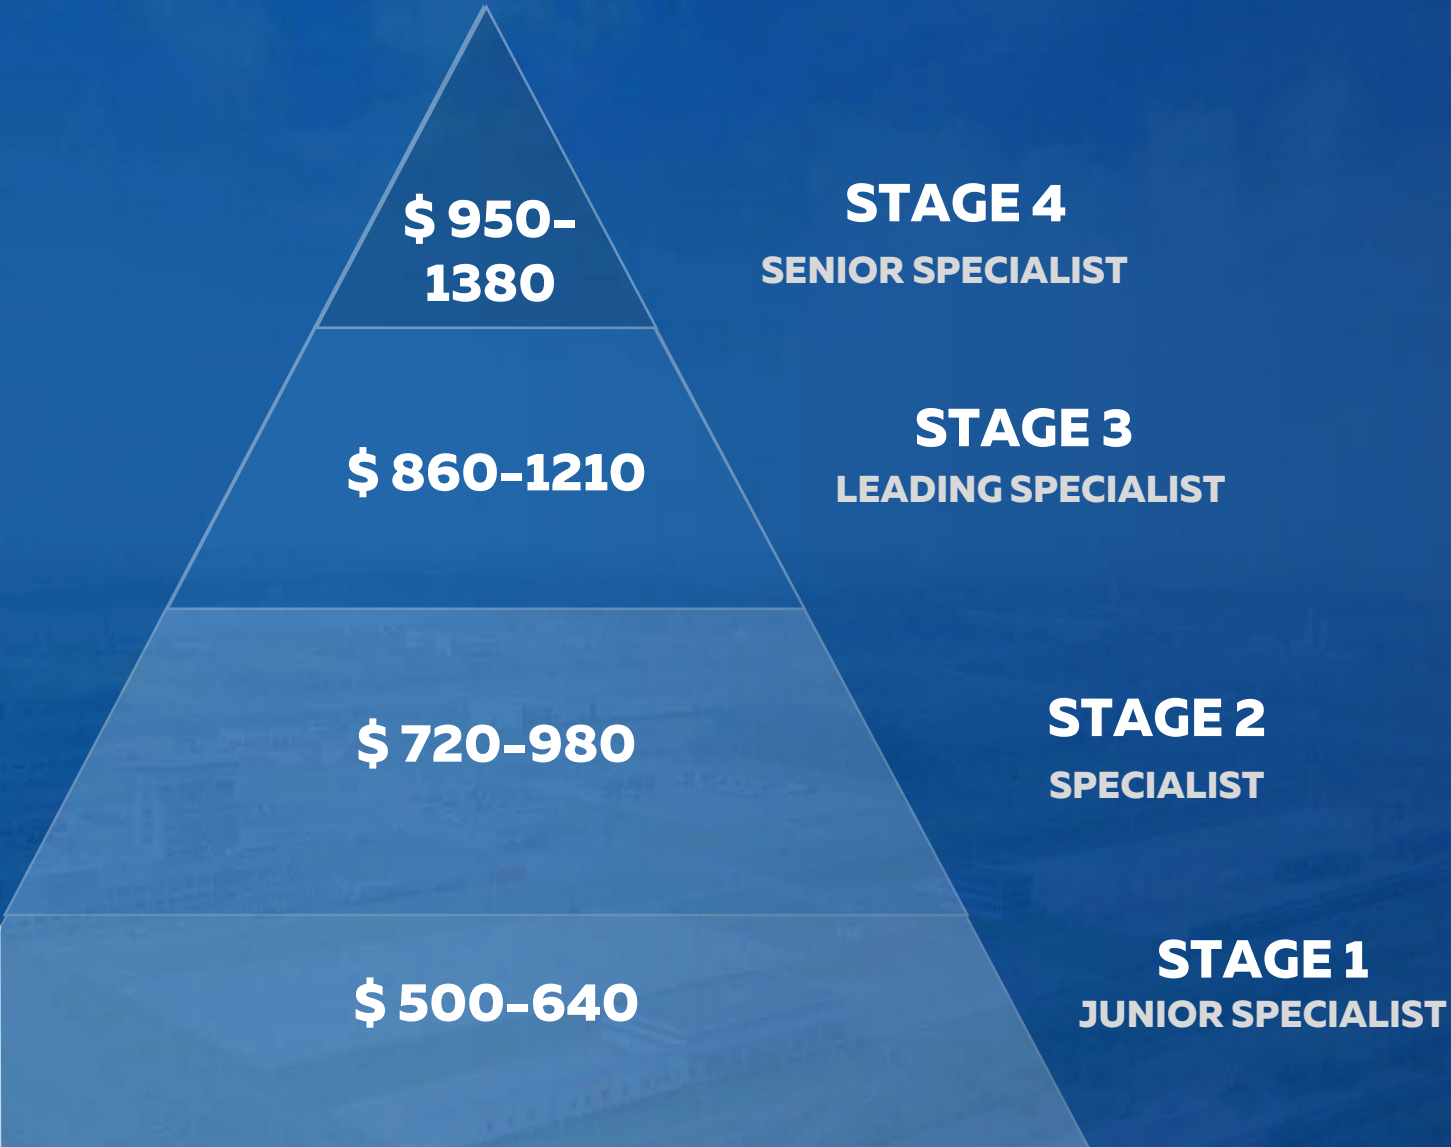 $ 950-
1380
STAGE 4
SENIOR SPECIALIST
$ 860-1210
STAGE 3
LEADING SPECIALIST
$ 720-980
STAGE 2
SPECIALIST
$ 500-640
STAGE 1
JUNIOR SPECIALIST